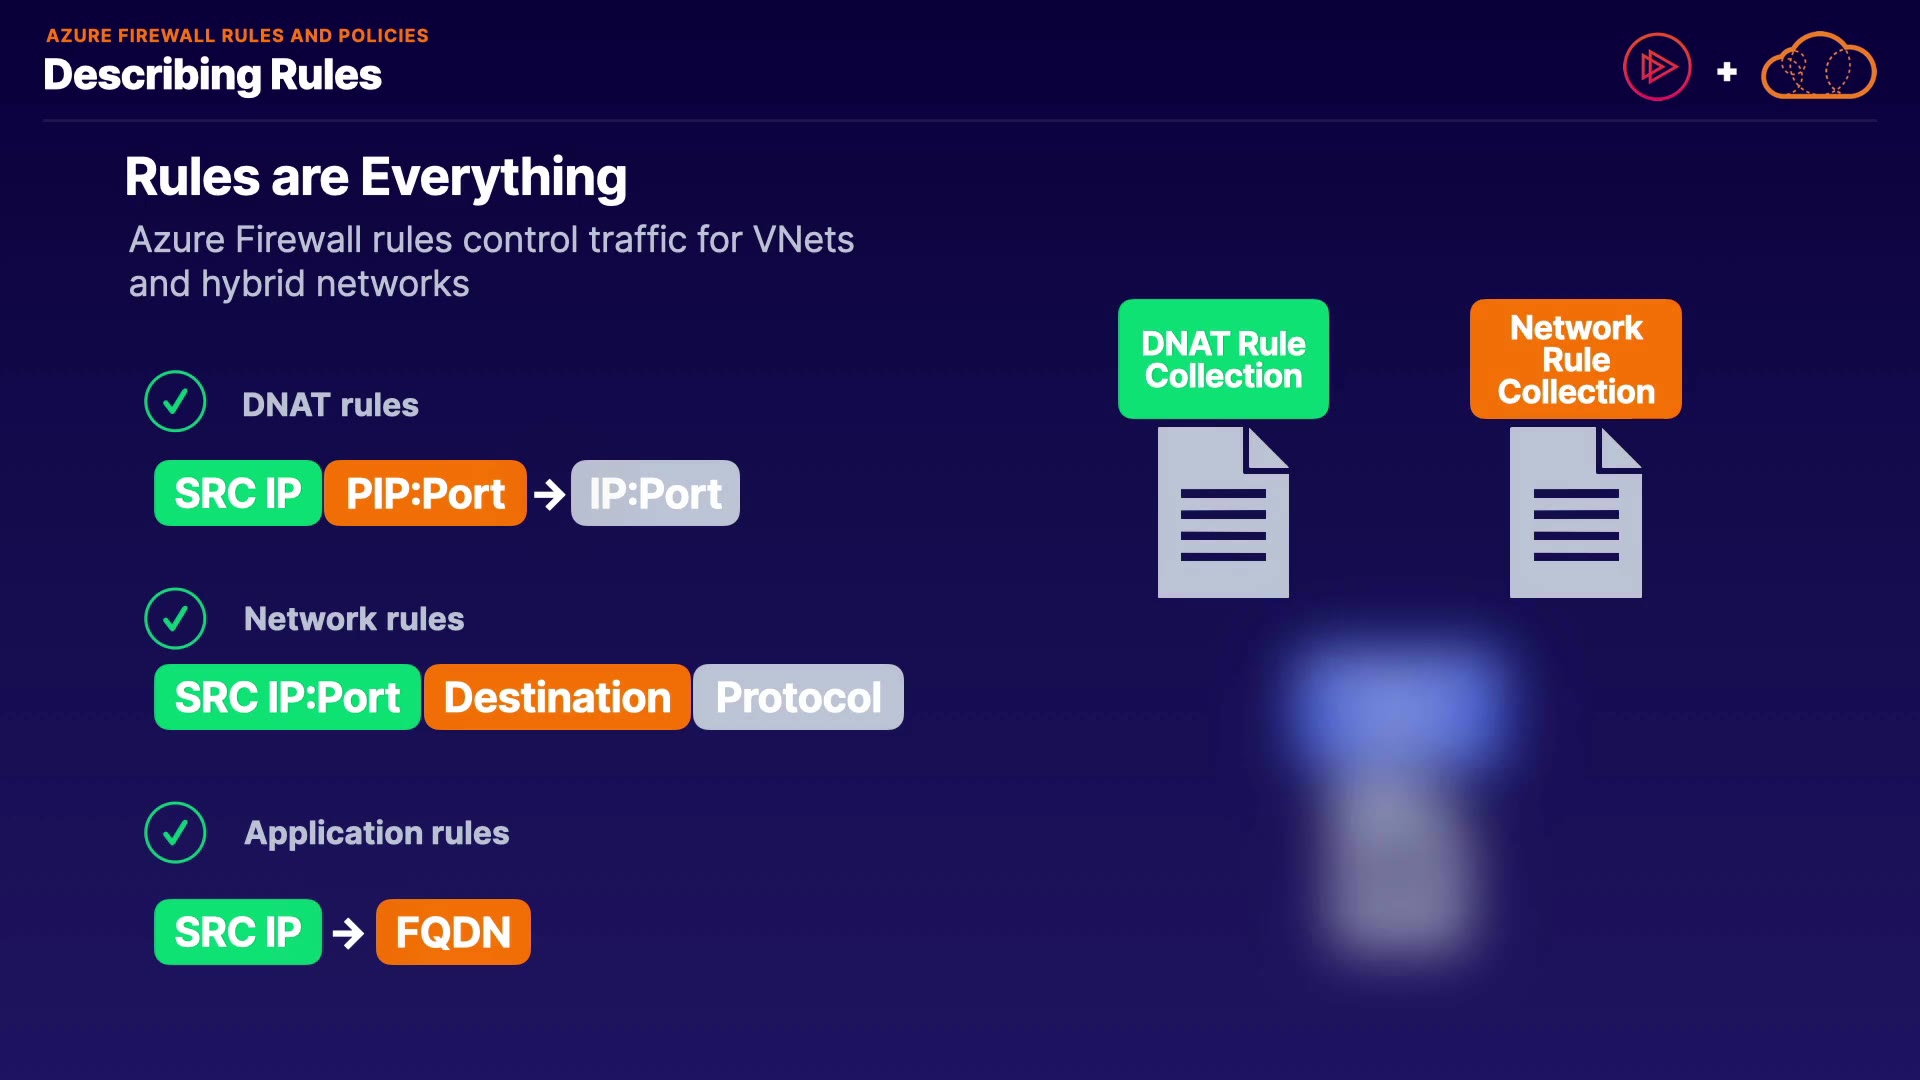 AZURE FIREWALL RULES AND POLICIES
Describing Rules
Rules are Everything
Azure Firewall rules control traffic for VNets
and hybrid networks
DNAT rules
SRC IP PIP:Port → IP:Port
Network rules
SRC IP:Port Destination Protocol
Application rules
SRC IP → FQDN
DNAT Rule
Collection
Network
Rule
Collection